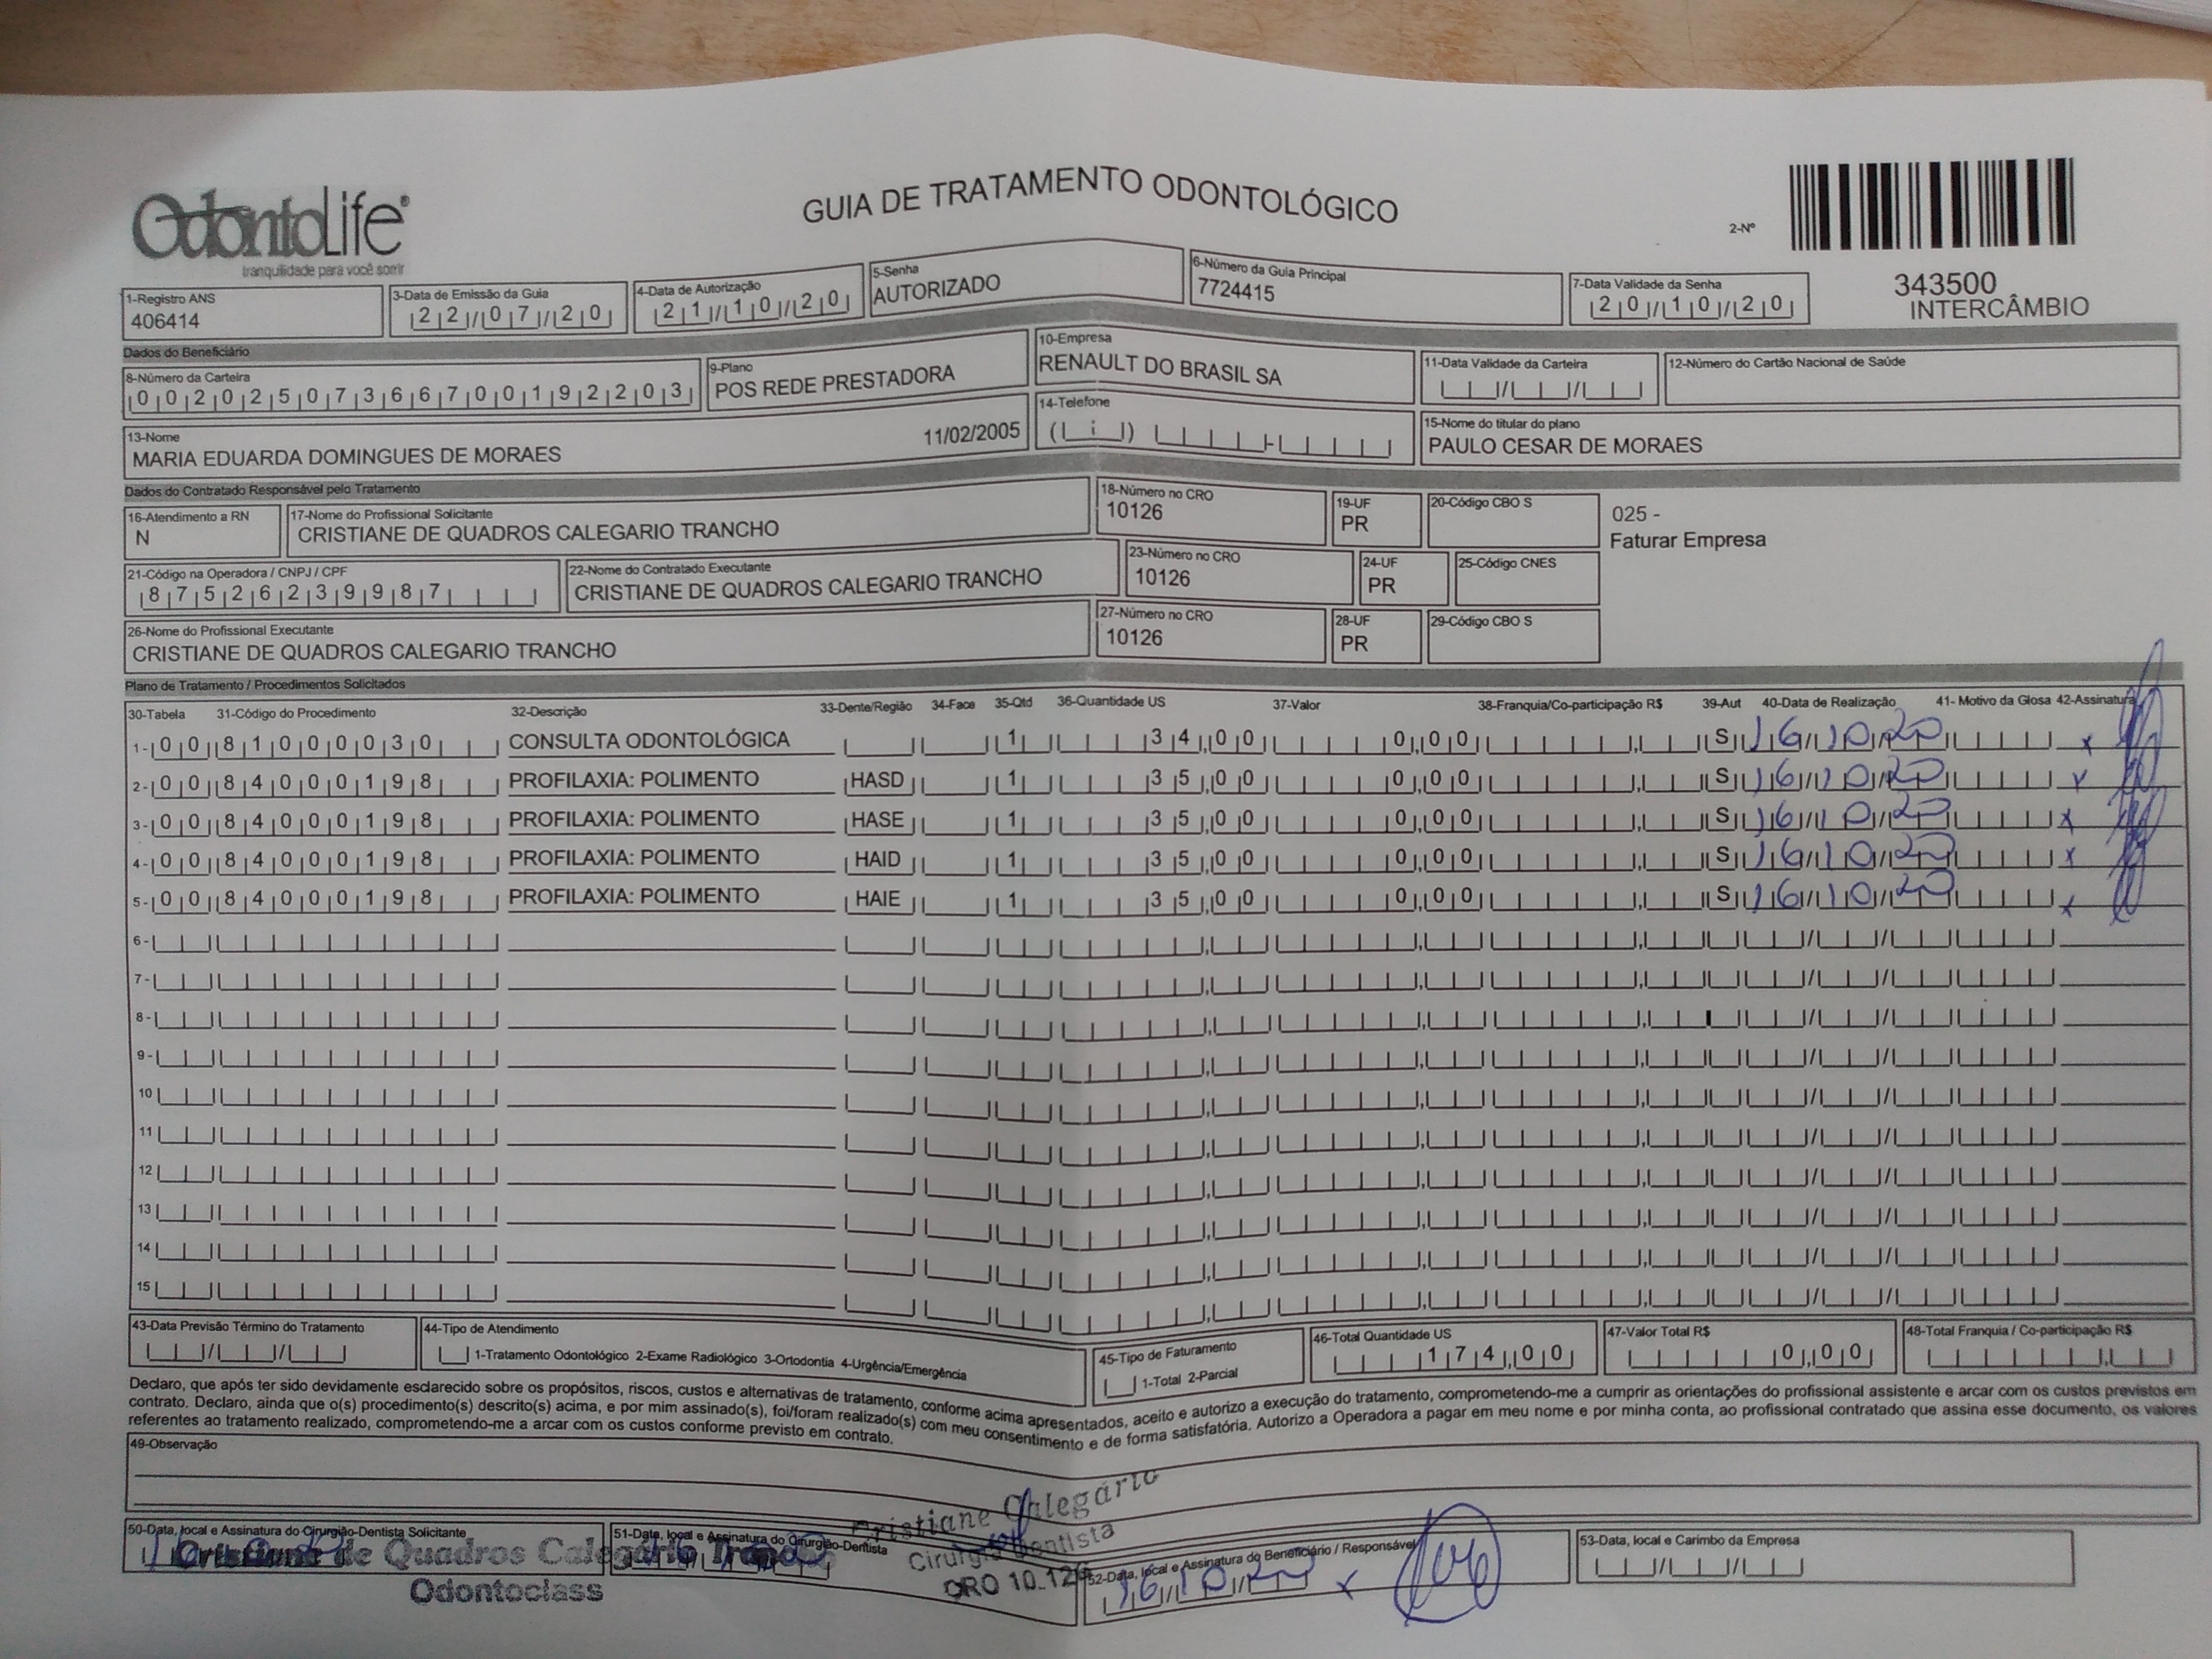 OdontoLife®
tranquilidade para você sorrir
GUIA DE TRATAMENTO ODONTOLÓGICO
2-Nº
343500
INTERCÂMBIO
1-Registro ANS
406414
3-Data de Emissão da Guia
22/07/20
4-Data de Autorização
21/10/20
5-Senha
AUTORIZADO
6-Número da Guia Principal
7724415
7-Data Validade da Senha
20/10/20
Dados do Beneficiário
8-Número da Carteira
00202507366700192203
9-Plano
POS REDE PRESTADORA
10-Empresa
RENAULT DO BRASIL SA
11-Data Validade da Carteira
12-Número do Cartão Nacional de Saúde
13-Nome
MARIA EDUARDA DOMINGUES DE MORAES 11/02/2005
14-Telefone
15-Nome do titular do plano
PAULO CESAR DE MORAES
Dados do Contratado Responsável pelo Tratamento
16-Atendimento a RN
N
17-Nome do Profissional Solicitante
CRISTIANE DE QUADROS CALEGARIO TRANCHO
18-Número no CRO
10126
19-UF
PR
20-Código CBO S
025 -
Faturar Empresa
21-Código na Operadora / CNPJ / CPF
87526239987
22-Nome do Contratado Executante
CRISTIANE DE QUADROS CALEGARIO TRANCHO
23-Número no CRO
10126
24-UF
PR
25-Código CNES
26-Nome do Profissional Executante
CRISTIANE DE QUADROS CALEGARIO TRANCHO
27-Número no CRO
10126
28-UF
PR
29-Código CBO S
Plano de Tratamento / Procedimentos Solicitados
30-Tabela 31-Código do Procedimento 32-Descrição 33-Dente/Região 34-Face 35-Qtd 36-Quantidade US 37-Valor 38-Franquia/Co-participação R$ 39-Aut 40-Data de Realização 41- Motivo da Glosa 42-Assinatura
1- 00 81000030 CONSULTA ODONTOLÓGICA 1 34,00 0,00 S 16/10/20 x
2- 00 84000198 PROFILAXIA: POLIMENTO HASD 1 35,00 0,00 S 16/10/20 x
3- 00 84000198 PROFILAXIA: POLIMENTO HASE 1 35,00 0,00 S 16/10/20 x
4- 00 84000198 PROFILAXIA: POLIMENTO HAID 1 35,00 0,00 S 16/10/20 x
5- 00 84000198 PROFILAXIA: POLIMENTO HAIE 1 35,00 0,00 S 16/10/20 x
6-
7-
8-
9-
10
11
12
13
14
15
43-Data Previsão Término do Tratamento
44-Tipo de Atendimento
1-Tratamento Odontológico 2-Exame Radiológico 3-Ortodontia 4-Urgência/Emergência
45-Tipo de Faturamento
1-Total 2-Parcial
46-Total Quantidade US
174,00
47-Valor Total R$
0,00
48-Total Franquia / Co-participação R$
Declaro, que após ter sido devidamente esclarecido sobre os propósitos, riscos, custos e alternativas de tratamento, conforme acima apresentados, aceito e autorizo a execução do tratamento, comprometendo-me a cumprir as orientações do profissional assistente e arcar com os custos previstos em
contrato. Declaro, ainda que o(s) procedimento(s) descrito(s) acima, e por mim assinado(s), foi/foram realizado(s) com meu consentimento e de forma satisfatória. Autorizo a Operadora a pagar em meu nome e por minha conta, ao profissional contratado que assina esse documento, os valores
referentes ao tratamento realizado, comprometendo-me a arcar com os custos conforme previsto em contrato.
49-Observação
Cristiane Calegário
Cirurgiã Dentista
CRO 10.126
50-Data, local e Assinatura do Cirurgião-Dentista Solicitante
Cristiane de Quadros Calegário
Odontoclass
51-Data, local e Assinatura do Cirurgião-Dentista
52-Data, local e Assinatura do Beneficiário / Responsável
16/10/20 x
53-Data, local e Carimbo da Empresa